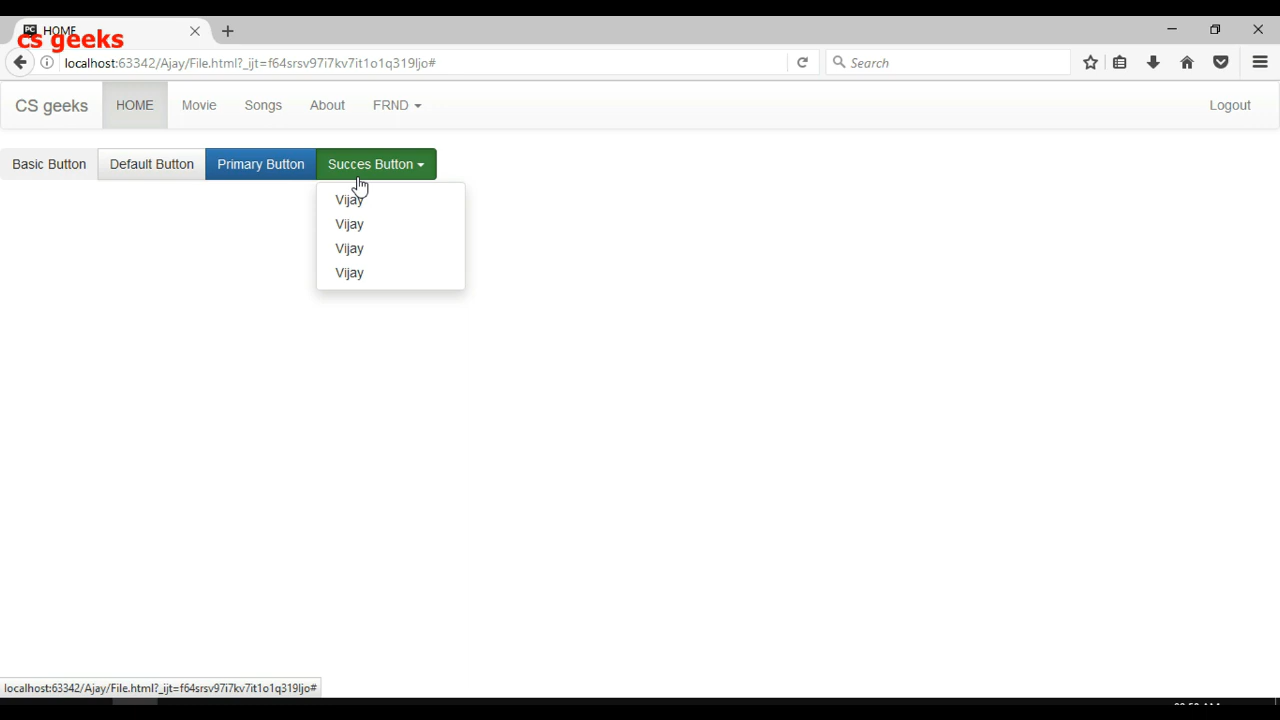 HOME
cs geeks
localhost:63342/Ajay/File.html?_ijt=f64srsv97i7kv7it1o1q319ljo#
Search
CS geeks HOME Movie Songs About FRND Logout
Basic Button Default Button Primary Button Succes Button
Vijay
Vijay
Vijay
Vijay
localhost:63342/Ajay/File.html?_ijt=f64srsv97i7kv7it1o1q319ljo#